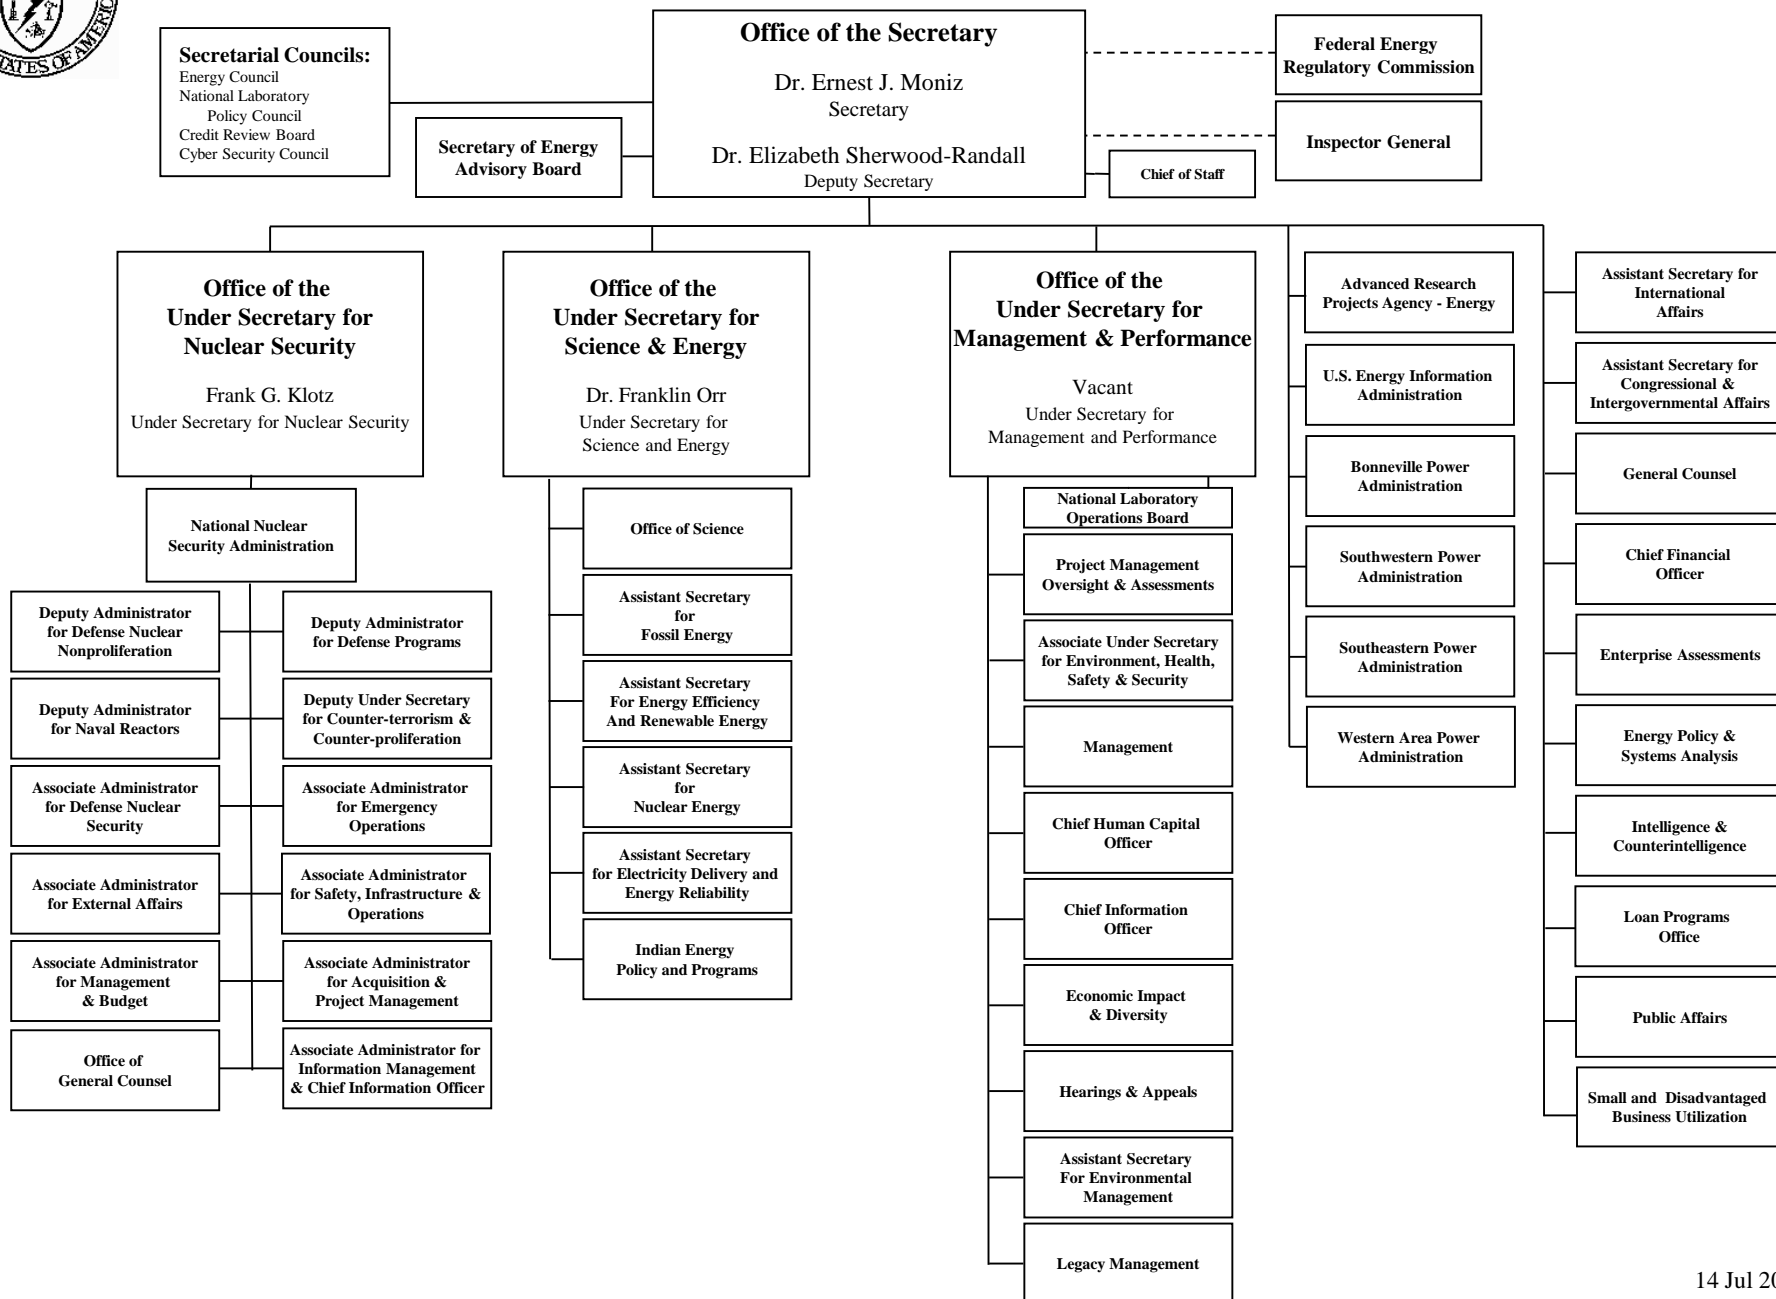 TATES OF AMERIC
Secretarial Councils:
Energy Council
National Laboratory
Policy Council
Credit Review Board
Cyber Security Council
Secretary of Energy
Advisory Board
Office of the Secretary
Dr. Ernest J. Moniz
Secretary
Dr. Elizabeth Sherwood-Randall
Deputy Secretary
Federal Energy
Regulatory Commission
Inspector General
Chief of Staff
Office of the
Under Secretary for
Nuclear Security
Frank G. Klotz
Under Secretary for Nuclear Security
National Nuclear
Security Administration
Deputy Administrator
for Defense Nuclear
Nonproliferation
Deputy Administrator
for Defense Programs
Deputy Administrator
for Naval Reactors
Deputy Under Secretary
for Counter-terrorism &
Counter-proliferation
Associate Administrator
for Defense Nuclear
Security
Associate Administrator
for Emergency
Operations
Associate Administrator
for External Affairs
Associate Administrator
for Safety, Infrastructure &
Operations
Associate Administrator
for Management
& Budget
Associate Administrator
for Acquisition &
Project Management
Office of
General Counsel
Associate Administrator for
Information Management
& Chief Information Officer
Office of the
Under Secretary for
Science & Energy
Dr. Franklin Orr
Under Secretary for
Science and Energy
Office of Science
Assistant Secretary
for
Fossil Energy
Assistant Secretary
For Energy Efficiency
And Renewable Energy
Assistant Secretary
for
Nuclear Energy
Assistant Secretary
for Electricity Delivery and
Energy Reliability
Indian Energy
Policy and Programs
Office of the
Under Secretary for
Management & Performance
Vacant
Under Secretary for
Management and Performance
National Laboratory
Operations Board
Project Management
Oversight & Assessments
Associate Under Secretary
for Environment, Health,
Safety & Security
Management
Chief Human Capital
Officer
Chief Information
Officer
Economic Impact
& Diversity
Hearings & Appeals
Assistant Secretary
For Environmental
Management
Legacy Management
Advanced Research
Projects Agency - Energy
U.S. Energy Information
Administration
Bonneville Power
Administration
Southwestern Power
Administration
Southeastern Power
Administration
Western Area Power
Administration
Assistant Secretary for
International
Affairs
Assistant Secretary for
Congressional &
Intergovernmental Affairs
General Counsel
Chief Financial
Officer
Enterprise Assessments
Energy Policy &
Systems Analysis
Intelligence &
Counterintelligence
Loan Programs
Office
Public Affairs
Small and Disadvantaged
Business Utilization
14 Jul 20